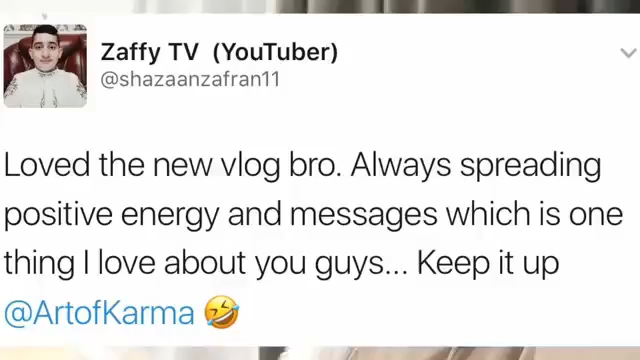 Zaffy TV (YouTuber)
@shazaanzafran11
Loved the new vlog bro. Always spreading
positive energy and messages which is one
thing I love about you guys... Keep it up
@ArtofKarma 🤣